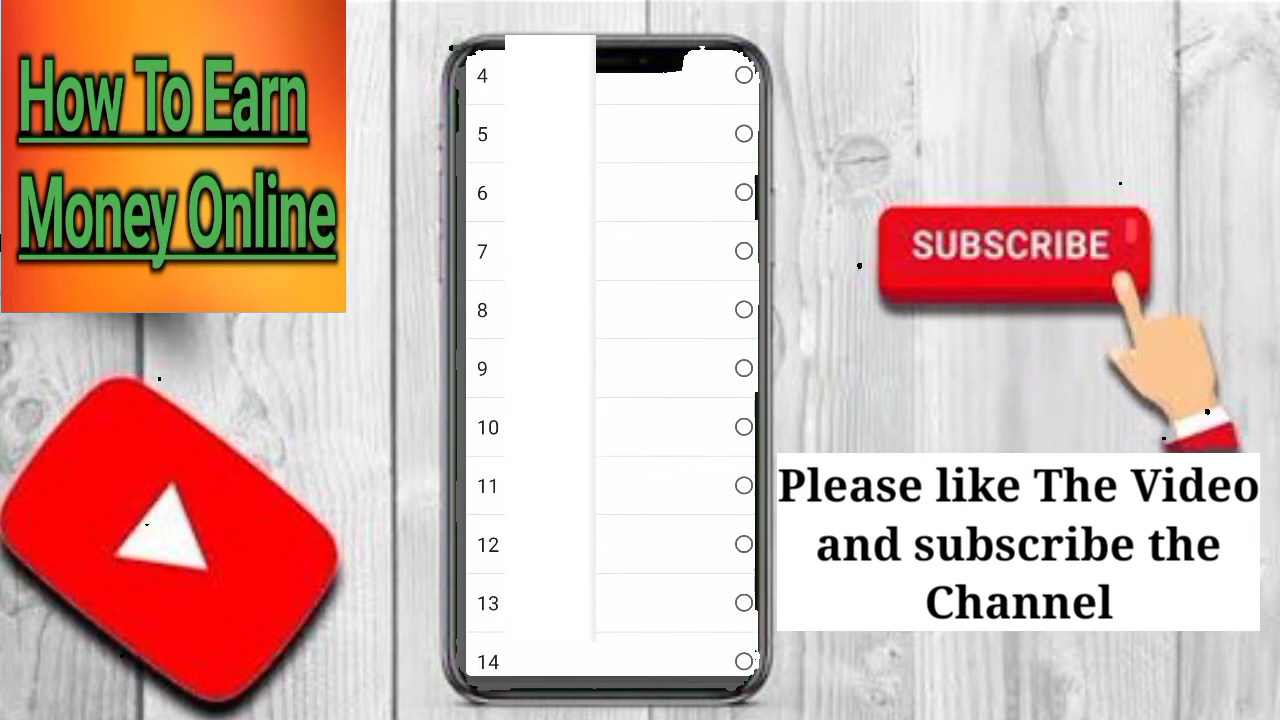 How To Earn
Money Online
4
5
6
7
8
9
10
11
12
13
14
SUBSCRIBE
Please like The Video
and subscribe the
Channel